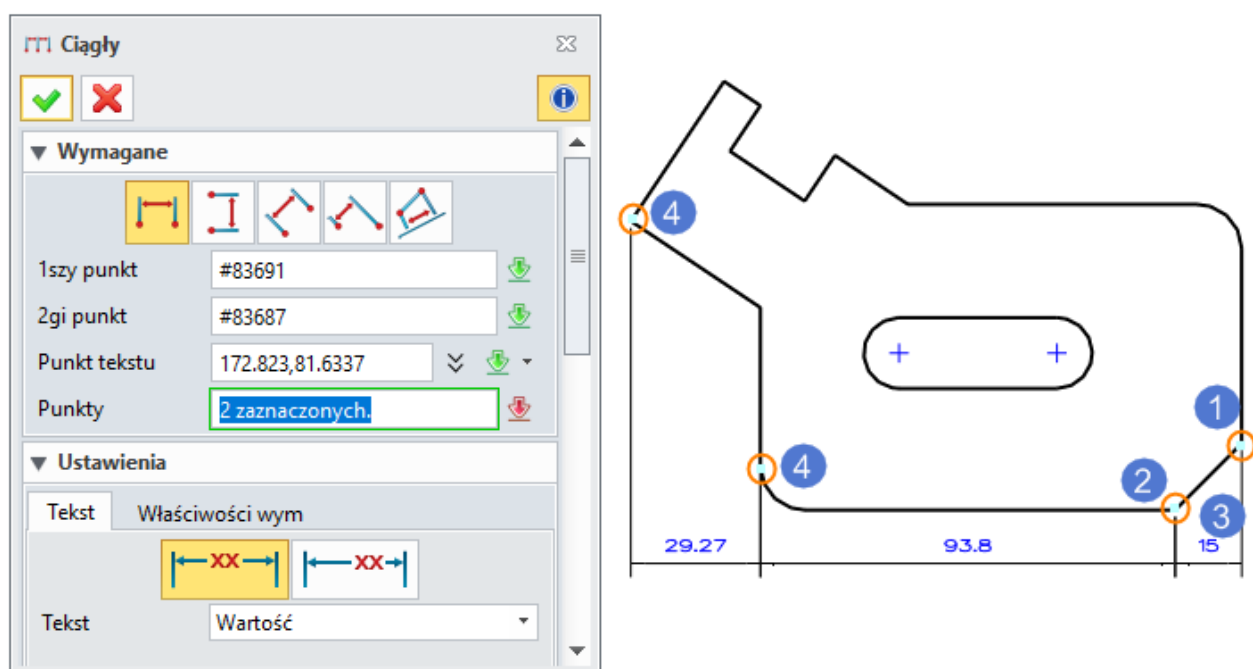 Ciągły
Wymagane
1szy punkt #83691
2gi punkt #83687
Punkt tekstu 172.823,81.6337
Punkty 2 zaznaczonych.
Ustawienia
Tekst Właściwości wym
XX XX
Tekst Wartość
4
1
4
2
3
29.27 93.8 15